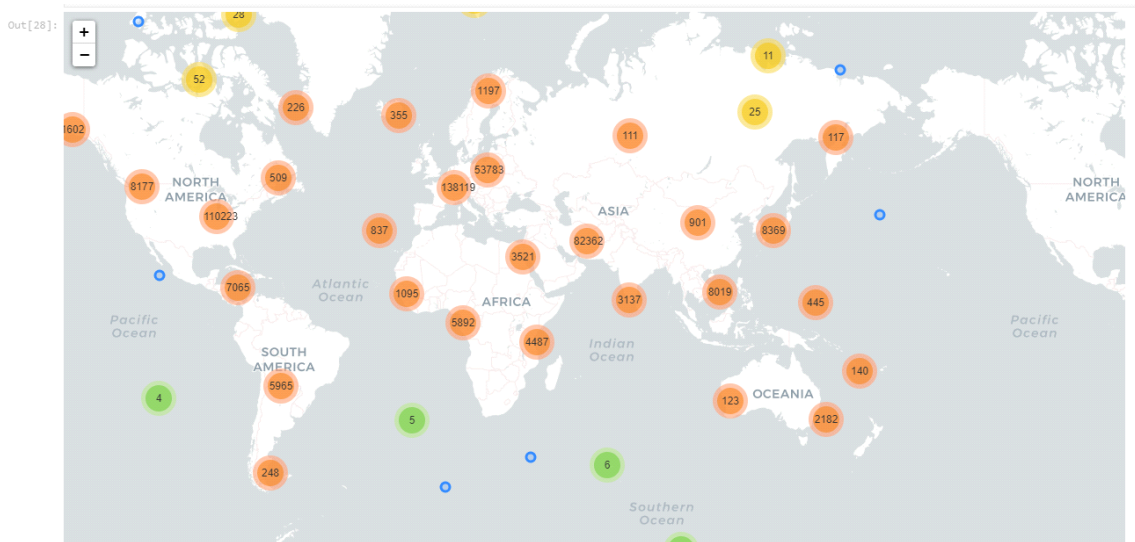 Out[28]:
+
−
28
11
52
1197
226
355
25
1602
111
117
53783
509
138119
8177
NORTH
AMERICA
NORTH
AMERICA
110223
ASIA
901
837
8369
82362
3521
7065
Atlantic
Ocean
1095
AFRICA
3137
8019
445
Pacific
Ocean
5892
Pacific
Ocean
4487
Indian
Ocean
SOUTH
AMERICA
140
5965
OCEANIA
4
123
5
2182
6
248
Southern
Ocean